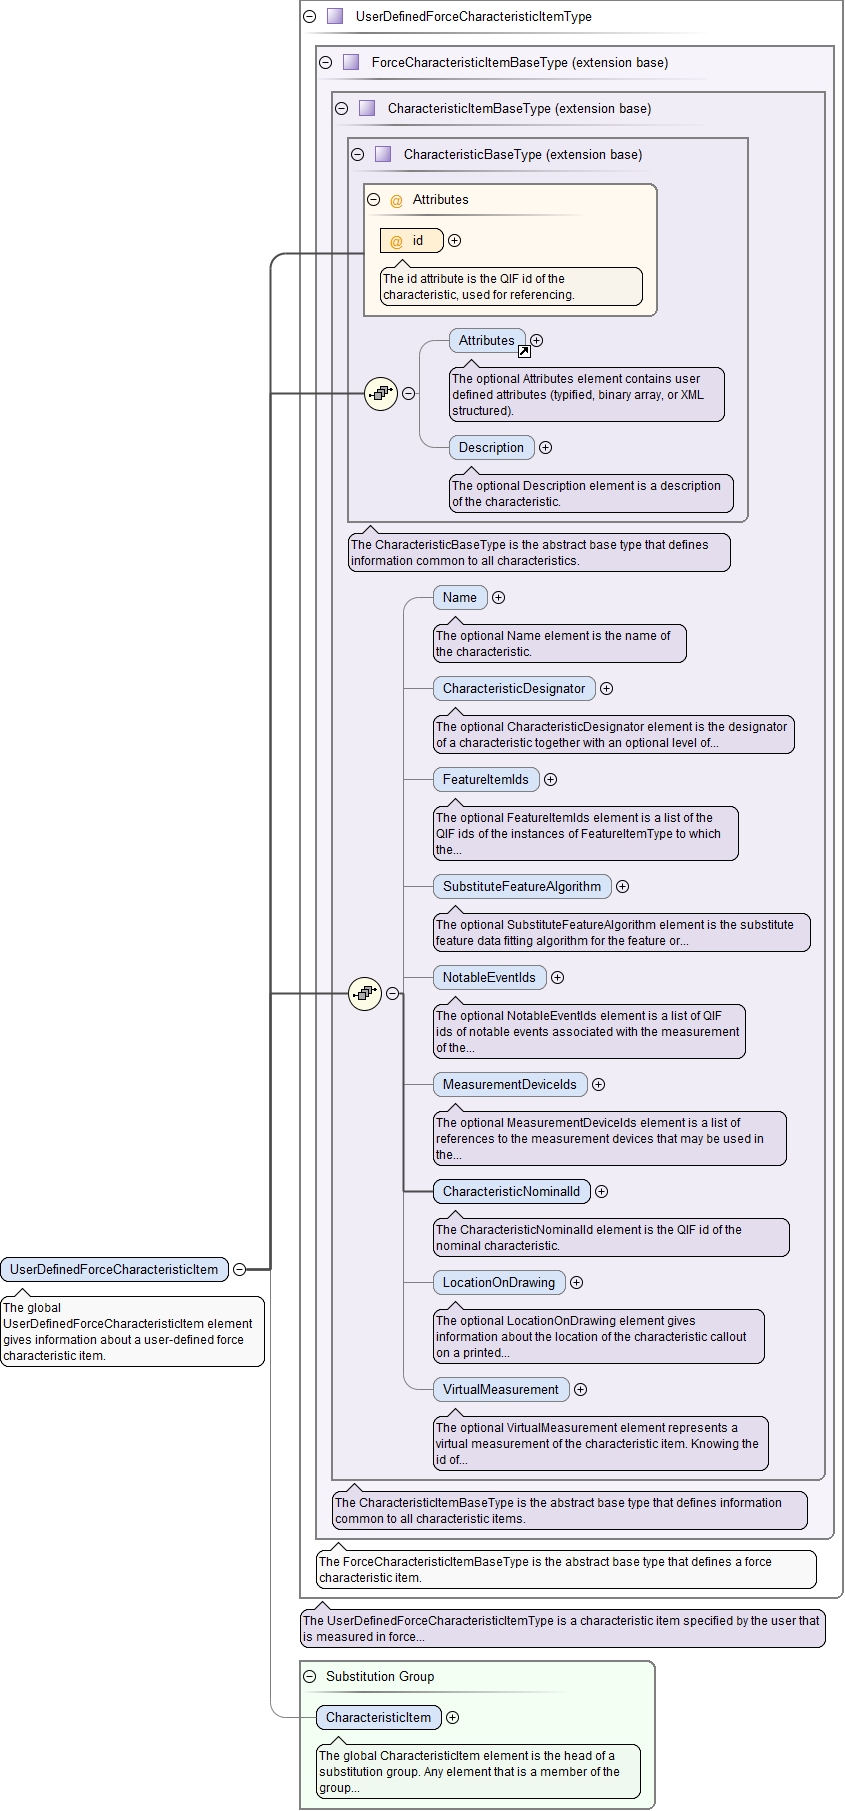 UserDefinedForceCharacteristicItemType
ForceCharacteristicItemBaseType (extension base)
CharacteristicItemBaseType (extension base)
CharacteristicBaseType (extension base)
@ Attributes
@ id
The id attribute is the QIF id of the
characteristic, used for referencing.
Attributes
The optional Attributes element contains user
defined attributes (typified, binary array, or XML
structured).
Description
The optional Description element is a description
of the characteristic.
The CharacteristicBaseType is the abstract base type that defines
information common to all characteristics.
Name
The optional Name element is the name of
the characteristic.
CharacteristicDesignator
The optional CharacteristicDesignator element is the designator
of a characteristic together with an optional level of...
FeatureItemIds
The optional FeatureItemIds element is a list of the
QIF ids of the instances of FeatureItemType to which
the...
SubstituteFeatureAlgorithm
The optional SubstituteFeatureAlgorithm element is the substitute
feature data fitting algorithm for the feature or...
NotableEventIds
The optional NotableEventIds element is a list of QIF
ids of notable events associated with the measurement
of the...
MeasurementDeviceIds
The optional MeasurementDeviceIds element is a list of
references to the measurement devices that may be used in
the...
CharacteristicNominalId
The CharacteristicNominalId element is the QIF id of the
nominal characteristic.
UserDefinedForceCharacteristicItem
The global
UserDefinedForceCharacteristicItem element
gives information about a user-defined force
characteristic item.
LocationOnDrawing
The optional LocationOnDrawing element gives
information about the location of the characteristic callout
on a printed...
VirtualMeasurement
The optional VirtualMeasurement element represents a
virtual measurement of the characteristic item. Knowing the
id of...
The CharacteristicItemBaseType is the abstract base type that defines information
common to all characteristic items.
The ForceCharacteristicItemBaseType is the abstract base type that defines a force
characteristic item.
The UserDefinedForceCharacteristicItemType is a characteristic item specified by the user that
is measured in force...
Substitution Group
CharacteristicItem
The global CharacteristicItem element is the head of a
substitution group. Any element that is a member of the
group...